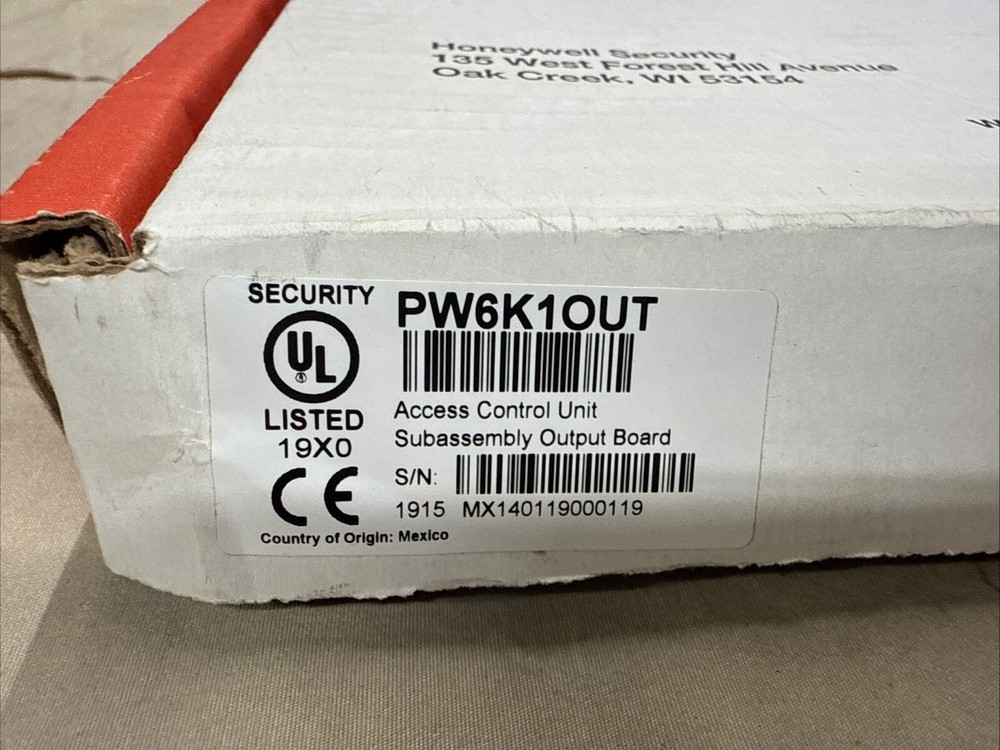 Honeywell Security
135 West Forest Hill Avenue
Oak Creek, WI 53154
SECURITY
UL
LISTED
19X0
CE
Country of Origin: Mexico
PW6K1OUT
Access Control Unit
Subassembly Output Board
S/N:
1915 MX140119000119